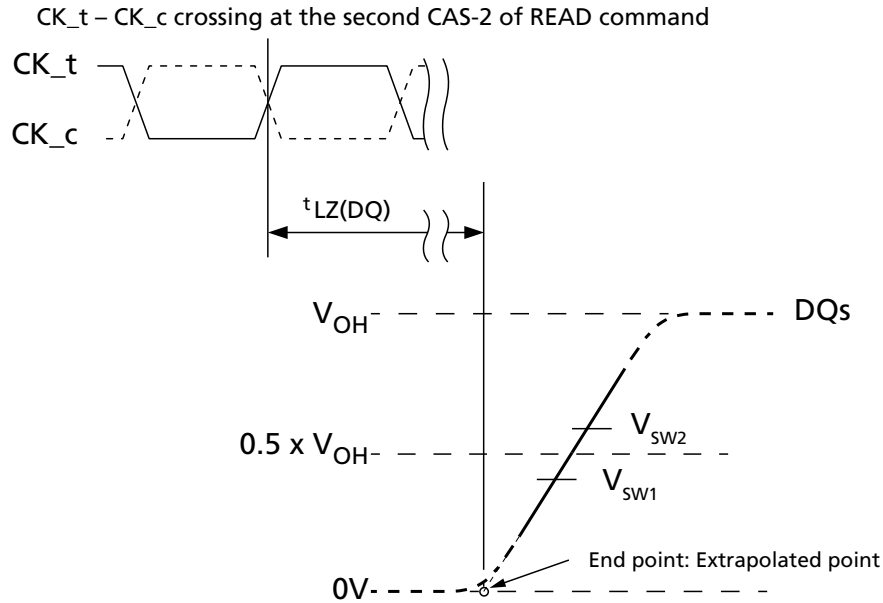 CK_t – CK_c crossing at the second CAS-2 of READ command
CK_t
CK_c
tLZ(DQ)
VOH
DQs
VSW2
0.5 x VOH
VSW1
End point: Extrapolated point
0V